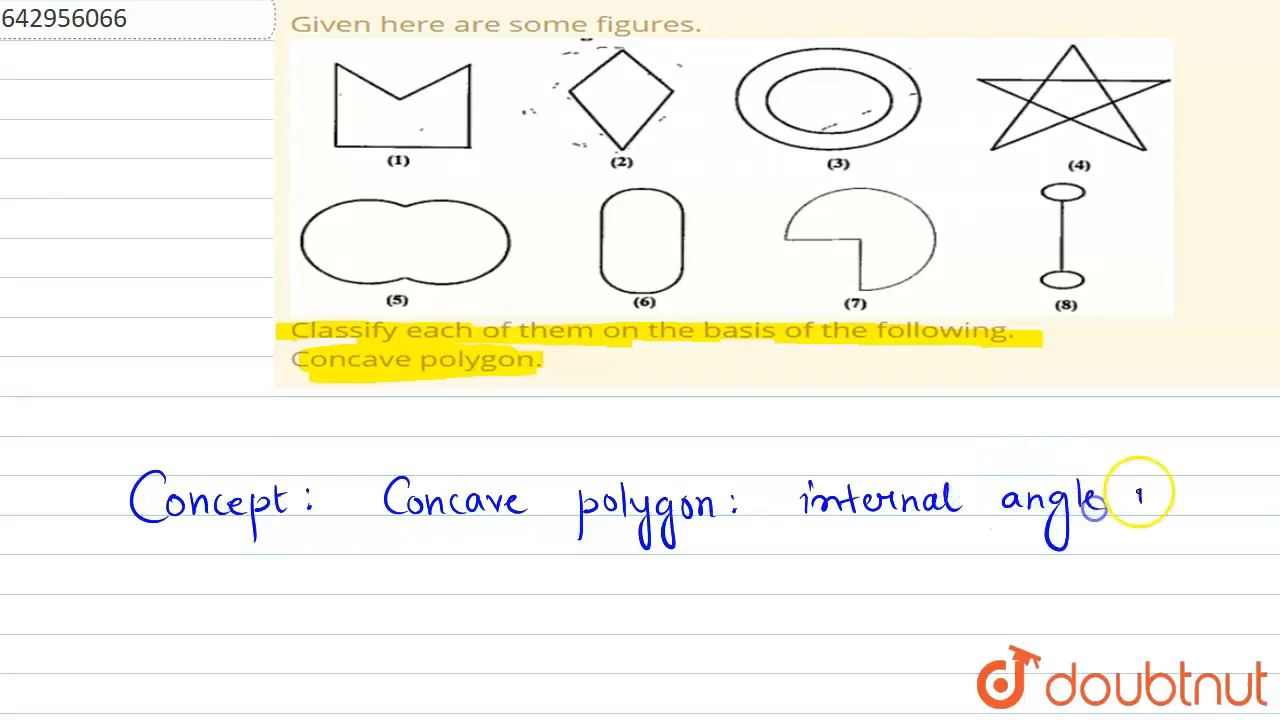 642956066
Given here are some figures.
(1) (2) (3) (4)
(5) (6) (7) (8)
Classify each of them on the basis of the following.
Concave polygon.
Concept: Concave polygon: internal angle
doubtnut